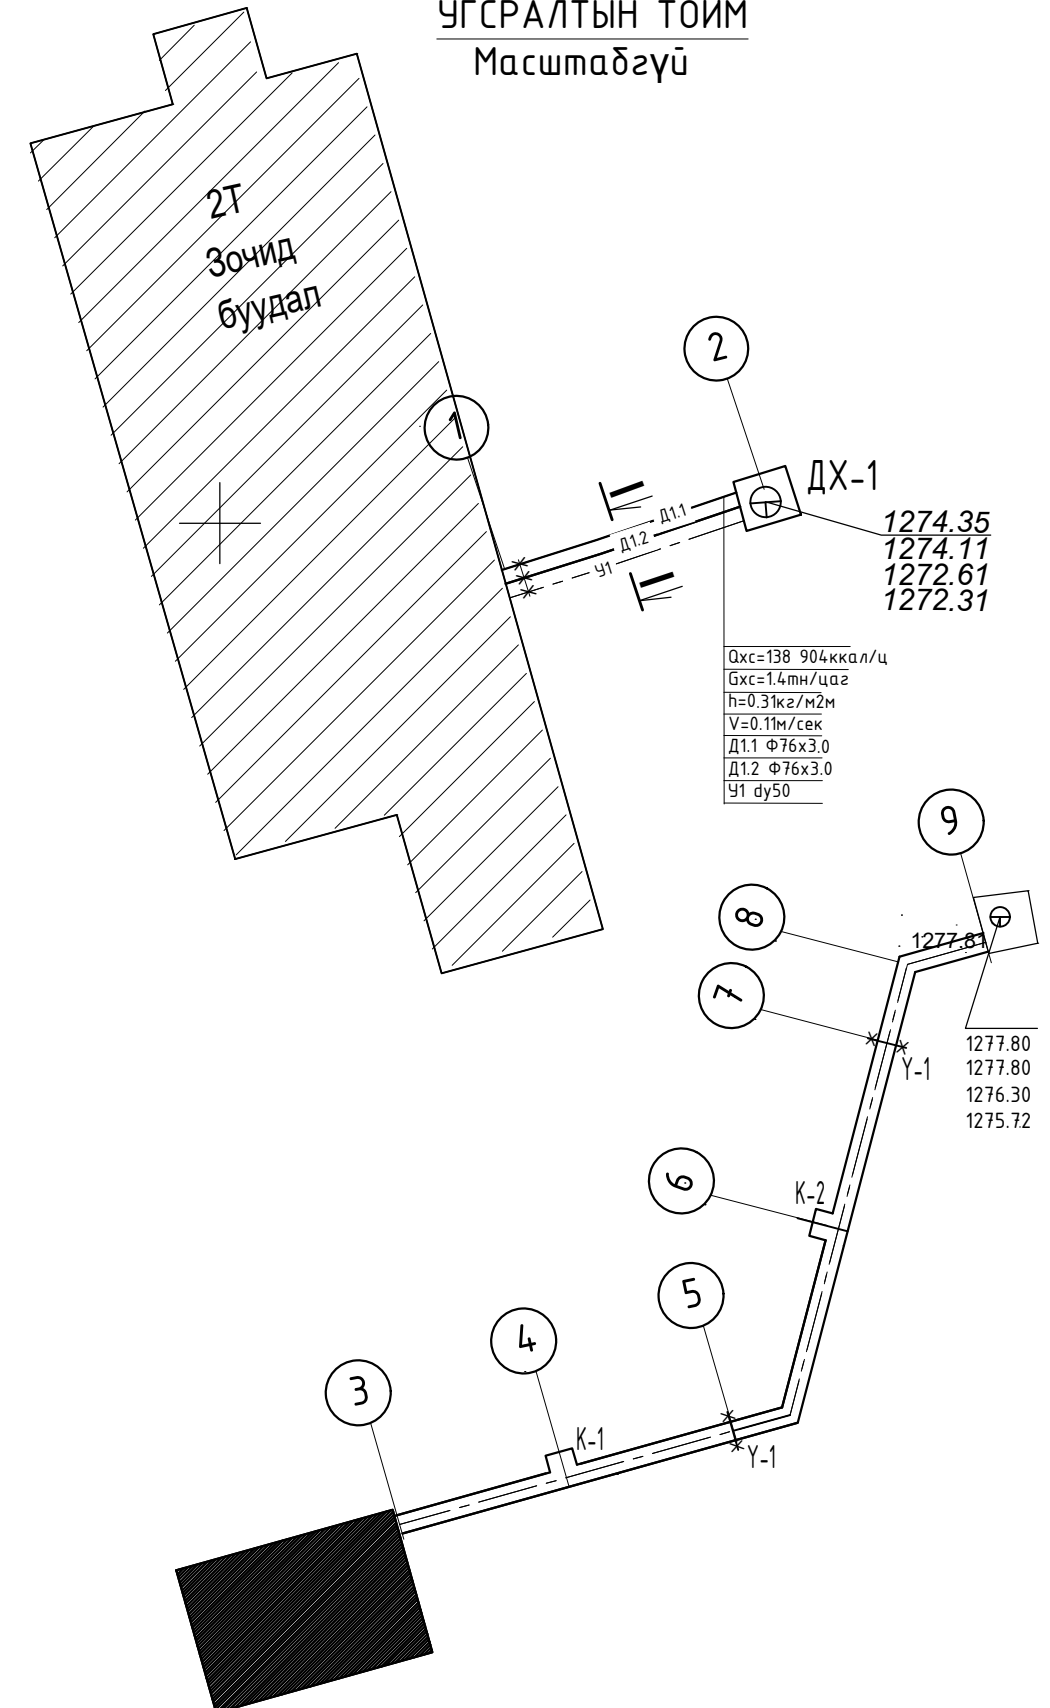 УГСРАЛТЫН ТОЙМ
Масштабгүй
2Т
Зочид
буудал
2
1
ДХ-1
Д1.1
Д1.2
У1
I
I
1274.35
1274.11
1272.61
1272.31
Qхс=138 904ккал/ц
Gхс=1.4тн/цаг
h=0.31кг/м2м
V=0.11м/сек
Д1.1 Ф76х3.0
Д1.2 Ф76х3.0
У1 dy50
9
8
1277.81
7
1277.80
1277.80
1276.30
1275.72
Y-1
6
К-2
5
4
3
К-1
Y-1